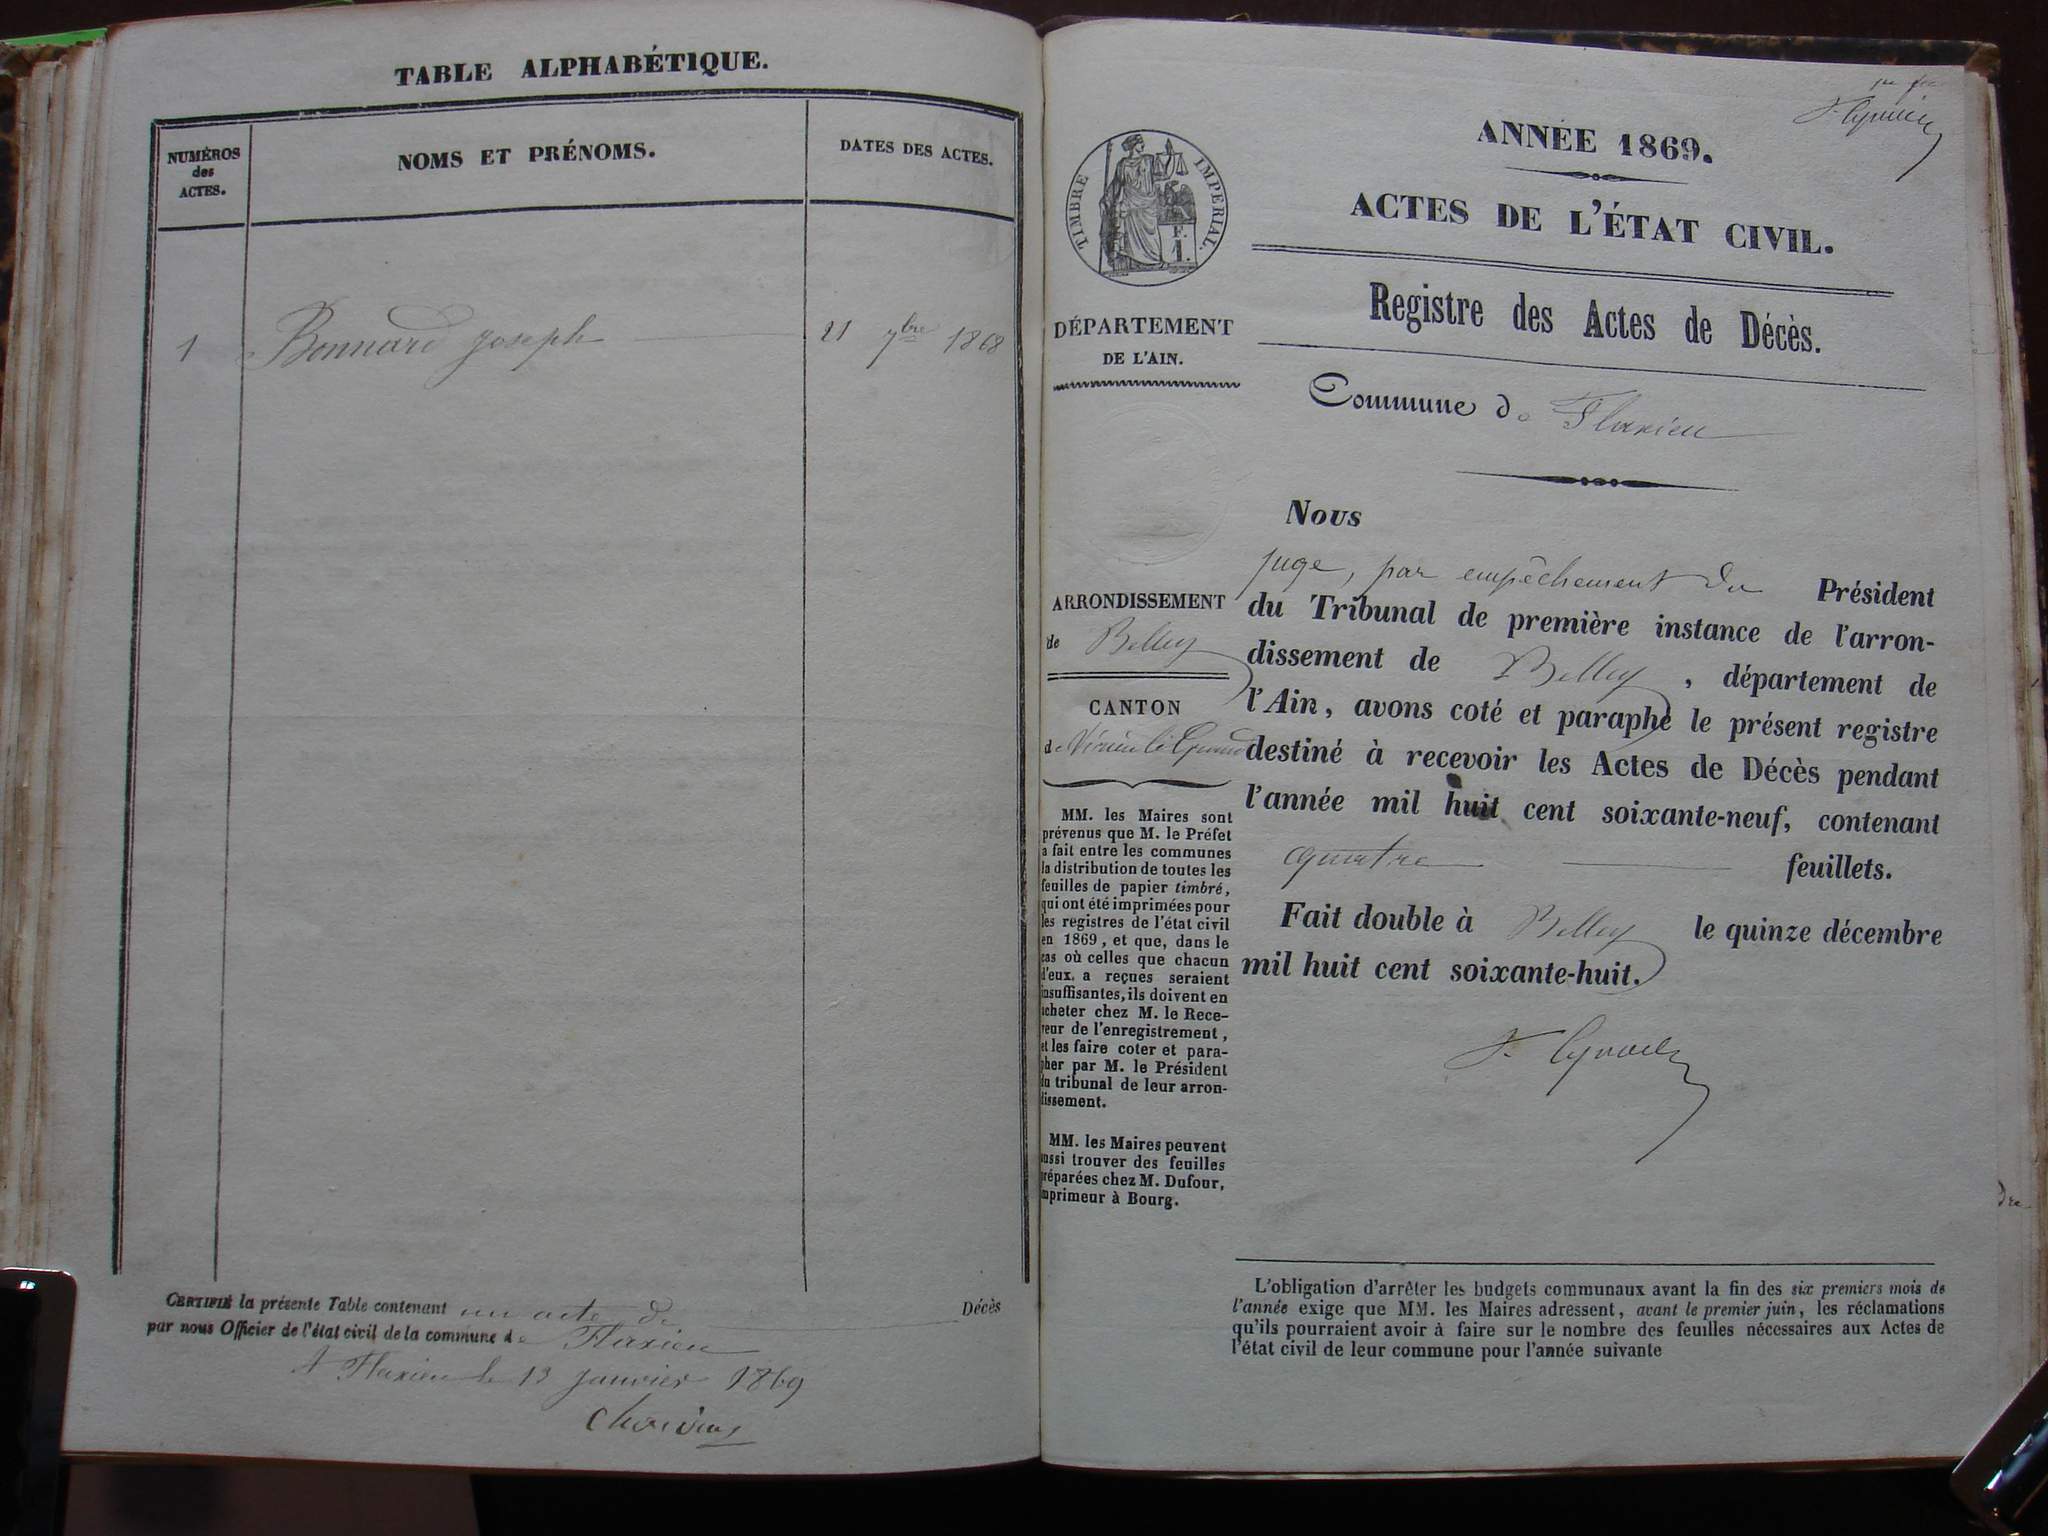 TABLE ALPHABÉTIQUE.
NUMÉROS
des
ACTES.
NOMS ET PRÉNOMS.
DATES DES ACTES.
1 Bonnard Joseph 21 7bre 1868
CERTIFIÉ la présente Table contenant un acte de Décès
par nous Officier de l'état civil de la commune de Flaxieu
A Flaxieu le 13 janvier 1869
ANNÉE 1869.
ACTES DE L'ÉTAT CIVIL.
Registre des Actes de Décès.
Commune de Flaxieu
TIMBRE IMPERIAL.
F.
1.
DÉPARTEMENT
DE L'AIN.
ARRONDISSEMENT
de Belley
CANTON
de Virieu le Grand
MM. les Maires sont
prévenus que M. le Préfet
a fait entre les communes
la distribution de toutes les
feuilles de papier timbré,
qui ont été imprimées pour
les registres de l'état civil
en 1869, et que, dans le
cas où celles que chacun
d'eux a reçues seraient
insuffisantes, ils doivent en
acheter chez M. le Rece-
veur de l'enregistrement,
et les faire coter et para-
pher par M. le Président
du tribunal de leur arron-
dissement.
MM. les Maires peuvent
aussi trouver des feuilles
préparées chez M. Dufour,
imprimeur à Bourg.
Nous
juge, par empêchement du Président
du Tribunal de première instance de l'arron-
dissement de Belley, département de
l'Ain, avons coté et paraphé le présent registre
destiné à recevoir les Actes de Décès pendant
l'année mil huit cent soixante-neuf, contenant
quatre feuillets.
Fait double à Belley le quinze décembre
mil huit cent soixante-huit.
L'obligation d'arrêter les budgets communaux avant la fin des six premiers mois de
l'année exige que MM. les Maires adressent, avant le premier juin, les réclamations
qu'ils pourraient avoir à faire sur le nombre des feuilles nécessaires aux Actes de
l'état civil de leur commune pour l'année suivante